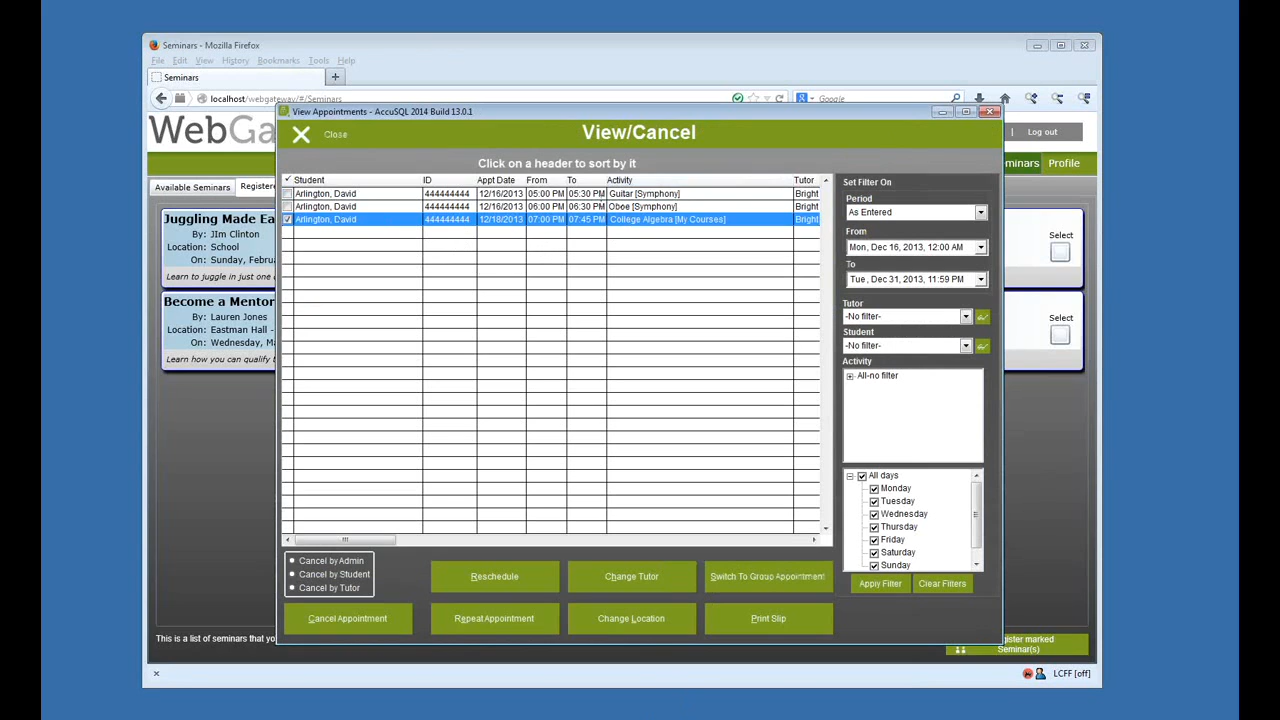 Seminars - Mozilla Firefox
File Edit View History Bookmarks Tools Help
Seminars
localhost/webgateway/#/Seminars
Google
View Appointments - AccuSQL 2014 Build 13.0.1
Close
View/Cancel
Log out
Profile
Available Seminars
Click on a header to sort by it
Student ID Appt Date From To Activity Tutor
Arlington, David 444444444 12/16/2013 05:00 PM 05:30 PM Guitar [Symphony] Bright
Arlington, David 444444444 12/16/2013 06:00 PM 06:30 PM Oboe [Symphony] Bright
Arlington, David 444444444 12/18/2013 07:00 PM 07:45 PM College Algebra [My Courses] Bright
Juggling Made Ea
By: JIm Clinton
Location: School
On: Sunday, Febru
Learn to juggle in just one
Select
Become a Mentor
By: Lauren Jones
Location: Eastman Hall -
On: Wednesday, Ma
Learn how you can qualify t
Select
Set Filter On
Period
As Entered
From
Mon, Dec 16, 2013, 12:00 AM
To
Tue, Dec 31, 2013, 11:59 PM
Tutor
-No filter-
Student
-No filter-
Activity
All-no filter
All days
Monday
Tuesday
Wednesday
Thursday
Friday
Saturday
Sunday
Apply Filter Clear Filters
Cancel by Admin
Cancel by Student
Cancel by Tutor
Reschedule Change Tutor Switch To Group Appointment
Cancel Appointment Repeat Appointment Change Location Print Slip
This is a list of seminars that
marked
Seminar(s)
LCFF [off]